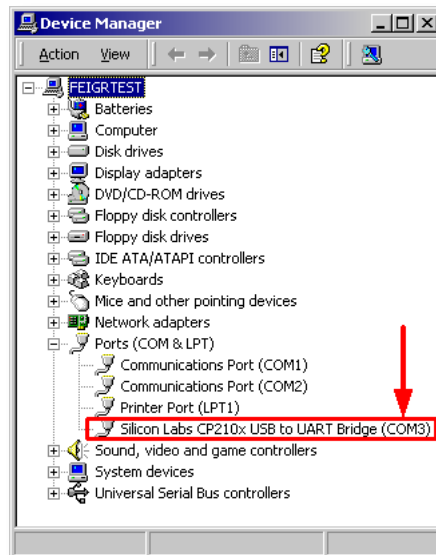 Device Manager
Action View
FEIGRTEST
Batteries
Computer
Disk drives
Display adapters
DVD/CD-ROM drives
Floppy disk controllers
Floppy disk drives
IDE ATA/ATAPI controllers
Keyboards
Mice and other pointing devices
Network adapters
Ports (COM & LPT)
Communications Port (COM1)
Communications Port (COM2)
Printer Port (LPT1)
Silicon Labs CP210x USB to UART Bridge (COM3)
Sound, video and game controllers
System devices
Universal Serial Bus controllers